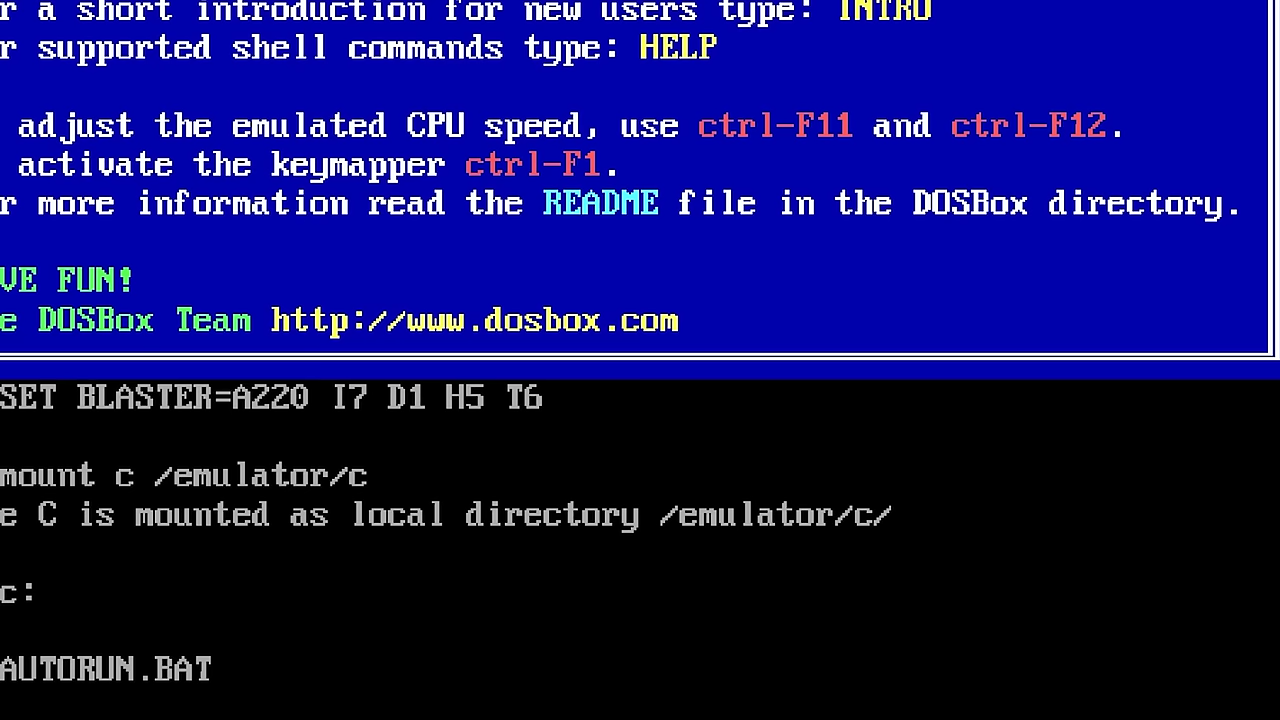 r a short introduction for new users type: INTRO
r supported shell commands type: HELP
adjust the emulated CPU speed, use ctrl-F11 and ctrl-F12.
activate the keymapper ctrl-F1.
r more information read the README file in the DOSBox directory.
VE FUN!
e DOSBox Team http://www.dosbox.com
SET BLASTER=A220 I7 D1 H5 T6
mount c /emulator/c
e C is mounted as local directory /emulator/c/
c:
AUTORUN.BAT